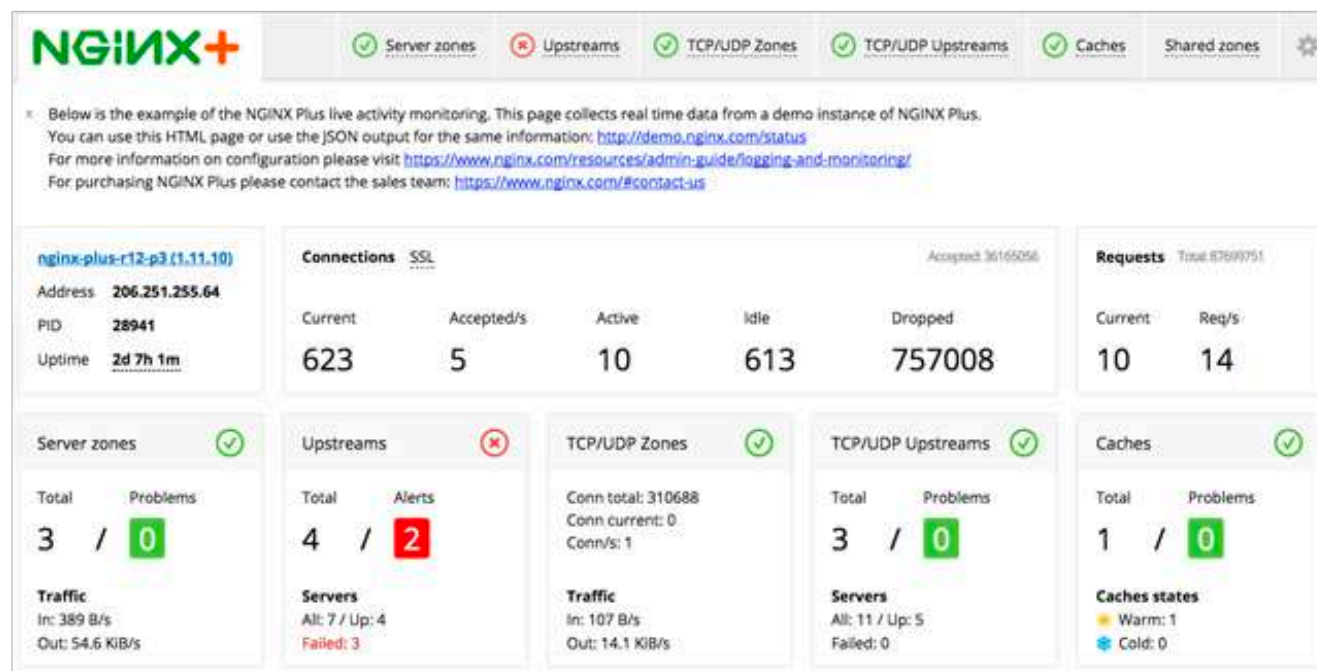 NGiNX+
Server zones
Upstreams
TCP/UDP Zones
TCP/UDP Upstreams
Caches
Shared zones
x Below is the example of the NGINX Plus live activity monitoring. This page collects real time data from a demo instance of NGINX Plus.
You can use this HTML page or use the JSON output for the same information: http://demo.nginx.com/status
For more information on configuration please visit https://www.nginx.com/resources/admin-guide/logging-and-monitoring/
For purchasing NGINX Plus please contact the sales team: https://www.nginx.com/#contact-us
nginx-plus-r12-p3 (1.11.10)
Address 206.251.255.64
PID 28941
Uptime 2d 7h 1m
Connections SSL Accepted: 36165056
Current Accepted/s Active Idle Dropped
623 5 10 613 757008
Requests Total: 87699751
Current Req/s
10 14
Server zones
Total Problems
3 / 0
Traffic
In: 389 B/s
Out: 54.6 KiB/s
Upstreams
Total Alerts
4 / 2
Servers
All: 7 / Up: 4
Failed: 3
TCP/UDP Zones
Conn total: 310688
Conn current: 0
Conn/s: 1
Traffic
In: 107 B/s
Out: 14.1 KiB/s
TCP/UDP Upstreams
Total Problems
3 / 0
Servers
All: 11 / Up: 5
Failed: 0
Caches
Total Problems
1 / 0
Caches states
Warm: 1
Cold: 0